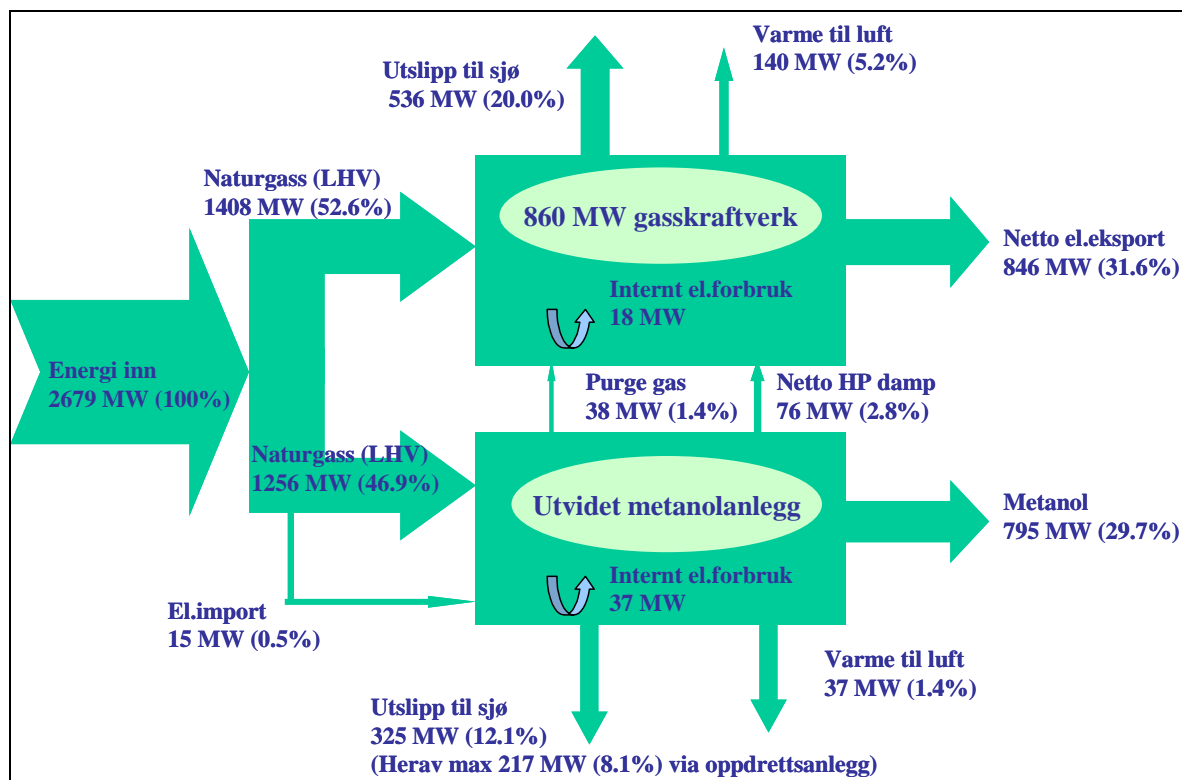 Varme til luft
140 MW (5.2%)
Utslipp til sjø
536 MW (20.0%)
Naturgass (LHV)
1408 MW (52.6%)
860 MW gasskraftverk
Netto el.eksport
846 MW (31.6%)
Internt el.forbruk
18 MW
Energi inn
2679 MW (100%)
Purge gas
38 MW (1.4%)
Netto HP damp
76 MW (2.8%)
Naturgass (LHV)
1256 MW (46.9%)
Utvidet metanolanlegg
Metanol
795 MW (29.7%)
Internt el.forbruk
37 MW
El.import
15 MW (0.5%)
Varme til luft
37 MW (1.4%)
Utslipp til sjø
325 MW (12.1%)
(Herav max 217 MW (8.1%) via oppdrettsanlegg)